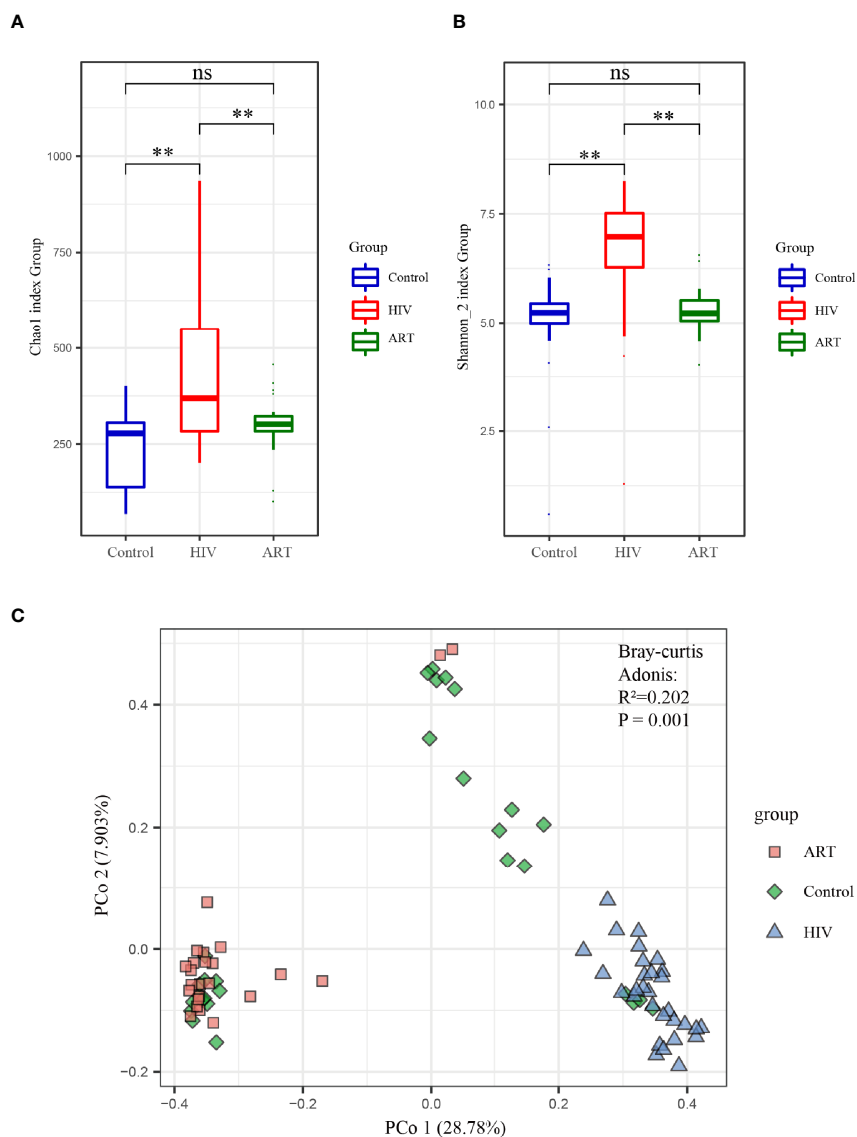 A
ns
**
**
1000
750
500
250
Chao1 index Group
Control
HIV
ART
Group
Control
HIV
ART
B
ns
**
**
10.0
7.5
5.0
2.5
Shannon_2 index Group
Control
HIV
ART
Group
Control
HIV
ART
C
Bray-curtis
Adonis:
R²=0.202
P = 0.001
0.4
0.2
0.0
−0.2
PCo 2 (7.903%)
−0.4
−0.2
0.0
0.2
0.4
PCo 1 (28.78%)
group
ART
Control
HIV